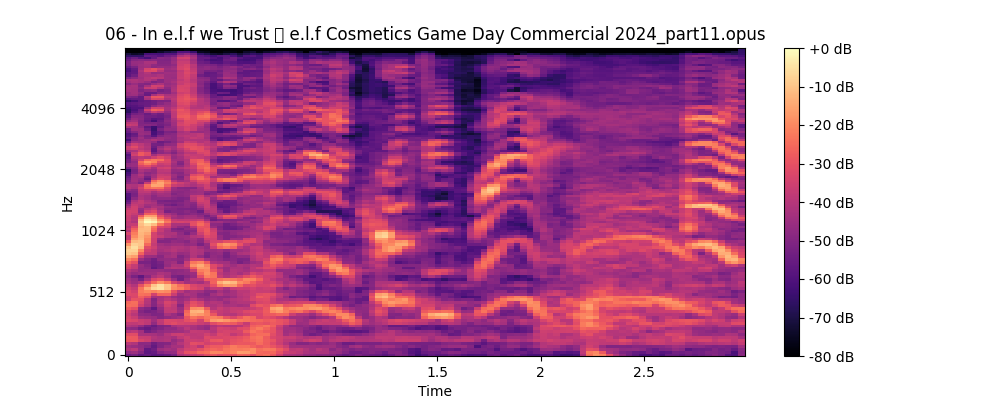 06 - In e.l.f we Trust ▯ e.l.f Cosmetics Game Day Commercial 2024_part11.opus
Hz
4096
2048
1024
512
0
0 0.5 1 1.5 2 2.5
Time
+0 dB
-10 dB
-20 dB
-30 dB
-40 dB
-50 dB
-60 dB
-70 dB
-80 dB